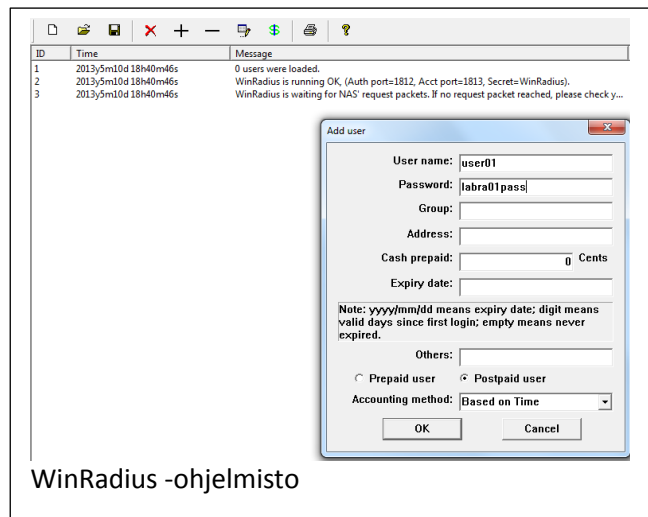 ID Time Message
1 2013y5m10d 18h40m46s 0 users were loaded.
2 2013y5m10d 18h40m46s WinRadius is running OK, (Auth port=1812, Acct port=1813, Secret=WinRadius).
3 2013y5m10d 18h40m46s WinRadius is waiting for NAS' request packets. If no request packet reached, please check y...
Add user
User name: user01
Password: labra01pass
Group:
Address:
Cash prepaid: 0 Cents
Expiry date:
Note: yyyy/mm/dd means expiry date; digit means
valid days since first login; empty means never
expired.
Others:
Prepaid user Postpaid user
Accounting method: Based on Time
OK Cancel
WinRadius -ohjelmisto